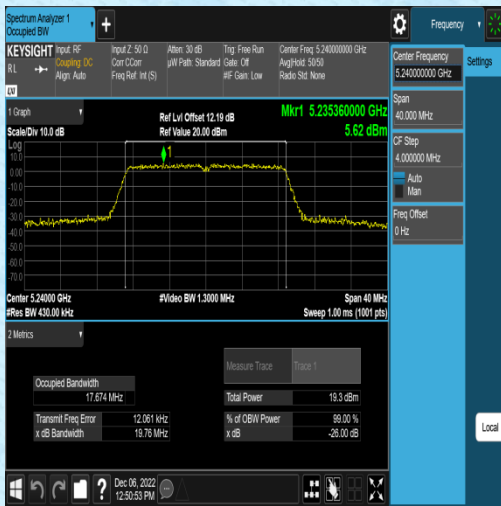 Spectrum Analyzer 1
Occupied BW
+
Frequency
KEYSIGHT Input: RF Input Z: 50 Ω Atten: 30 dB Trig: Free Run Center Freq: 5.240000000 GHz
RL Coupling: DC Corr CCorr µW Path: Standard Gate: Off Avg|Hold: 50/50
Align: Auto Freq Ref: Int (S) #IF Gain: Low Radio Std: None
LXI
Center Frequency
5.240000000 GHz
Settings
Span
40.000 MHz
CF Step
4.000000 MHz
Auto
Man
Freq Offset
0 Hz
1 Graph
Scale/Div 10.0 dB
Ref Lvl Offset 12.19 dB
Ref Value 20.00 dBm
Mkr1 5.235360000 GHz
5.62 dBm
Log
10.0
0.00
-10.0
-20.0
-30.0
-40.0
-50.0
-60.0
-70.0
1
Center 5.24000 GHz #Video BW 1.3000 MHz Span 40 MHz
#Res BW 430.00 kHz Sweep 1.00 ms (1001 pts)
2 Metrics
Measure Trace Trace 1
Occupied Bandwidth
17.674 MHz
Total Power 19.3 dBm
Transmit Freq Error 12.061 kHz % of OBW Power 99.00 %
x dB Bandwidth 19.76 MHz x dB -26.00 dB
Local
?
Dec 06, 2022
12:50:53 PM